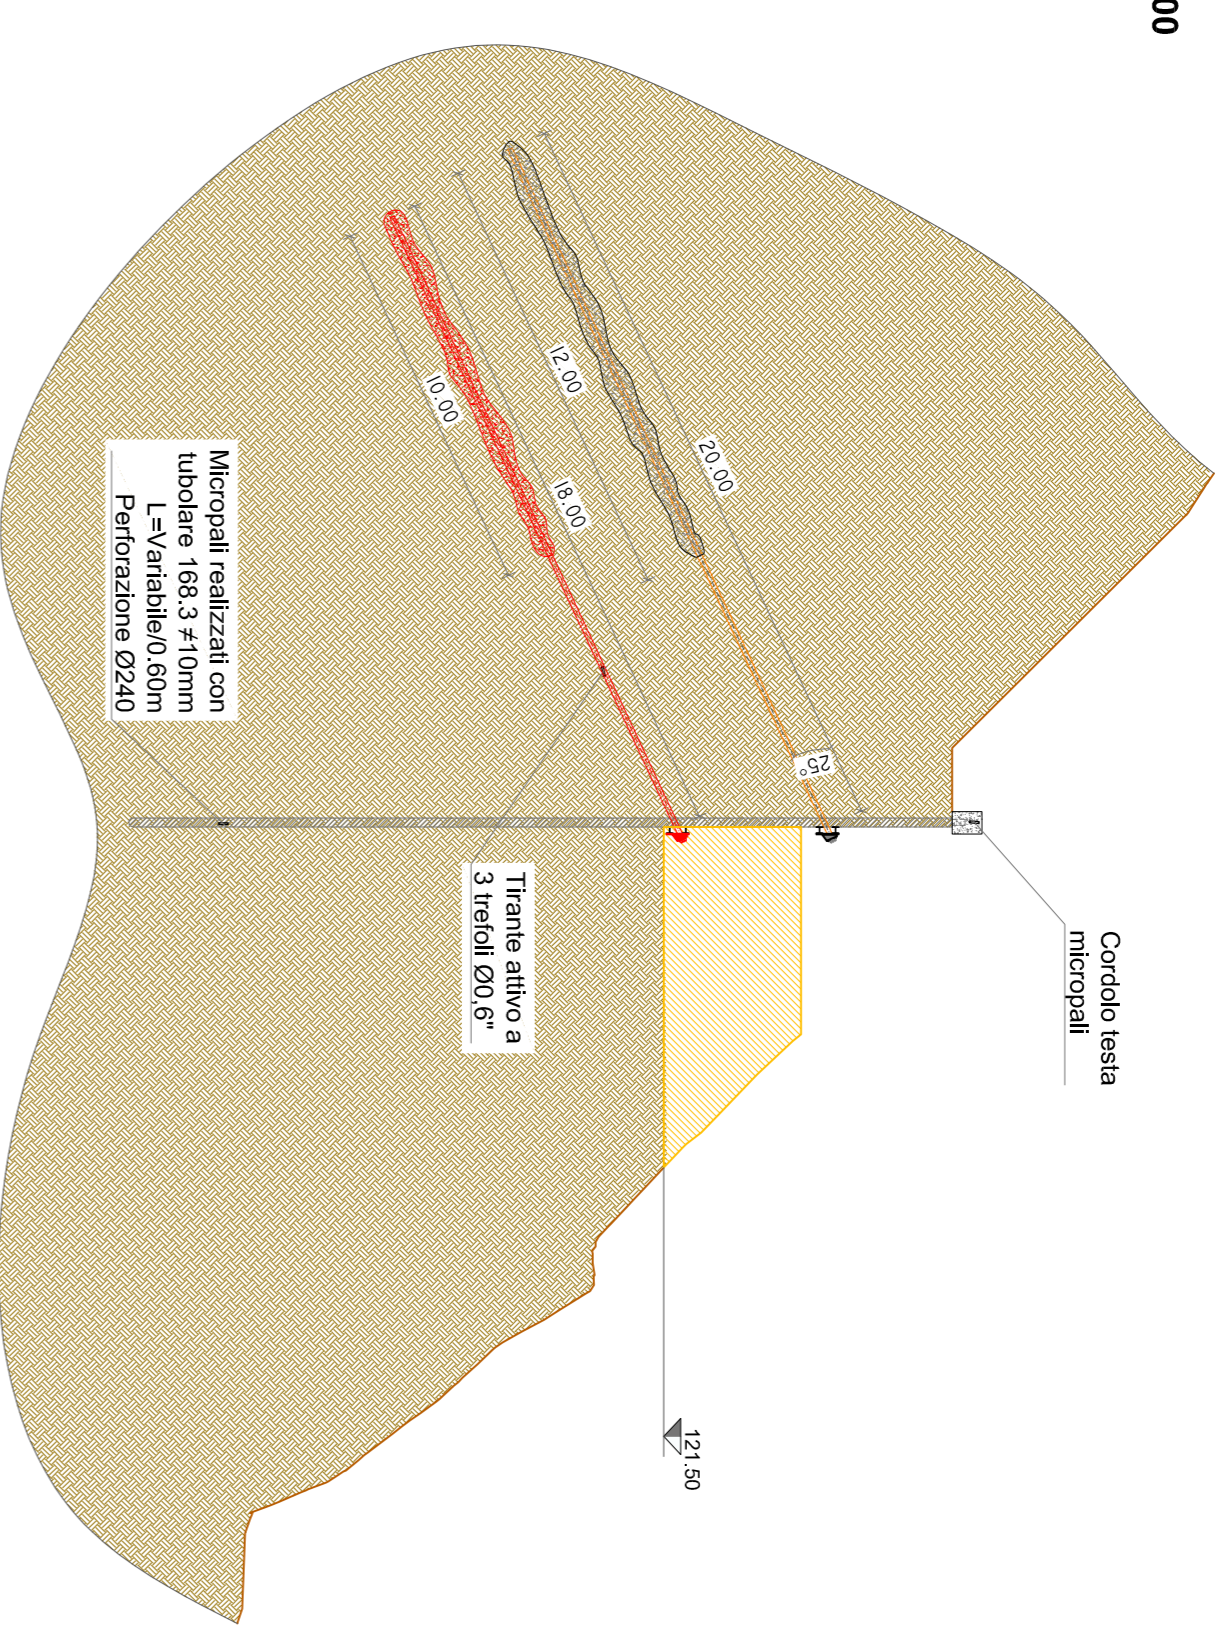 00
Cordolo testa
micropali
25°
20.00
12.00
18.00
10.00
121.50
Tirante attivo a
3 trefoli Ø0,6"
Micropali realizzati con
tubolare 168.3 ≠10mm
L=Variabile/0.60m
Perforazione Ø240